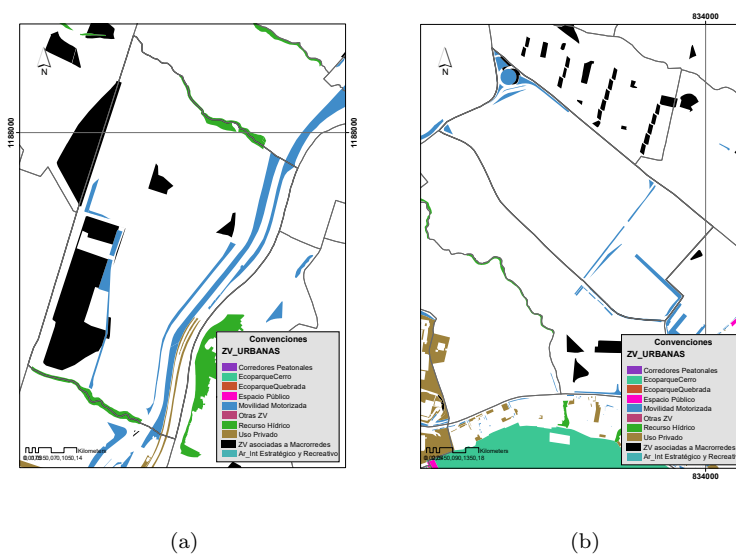 834000
N
N
1188000
1188000
Convenciones
ZV_URBANAS
Corredores Peatonales
EcoparqueCerro
EcoparqueQuebrada
Espacio Público
Movilidad Motorizada
Otras ZV
Recurso Hídrico
Uso Privado
ZV asociadas a Macrorredes
Ar_Int Estratégico y Recreativo
Kilometers
Convenciones
ZV_URBANAS
Corredores Peatonales
EcoparqueCerro
EcoparqueQuebrada
Espacio Público
Movilidad Motorizada
Otras ZV
Recurso Hídrico
Uso Privado
ZV asociadas a Macrorredes
Ar_Int Estratégico y Recreativ
Kilometers
834000
(a)
(b)